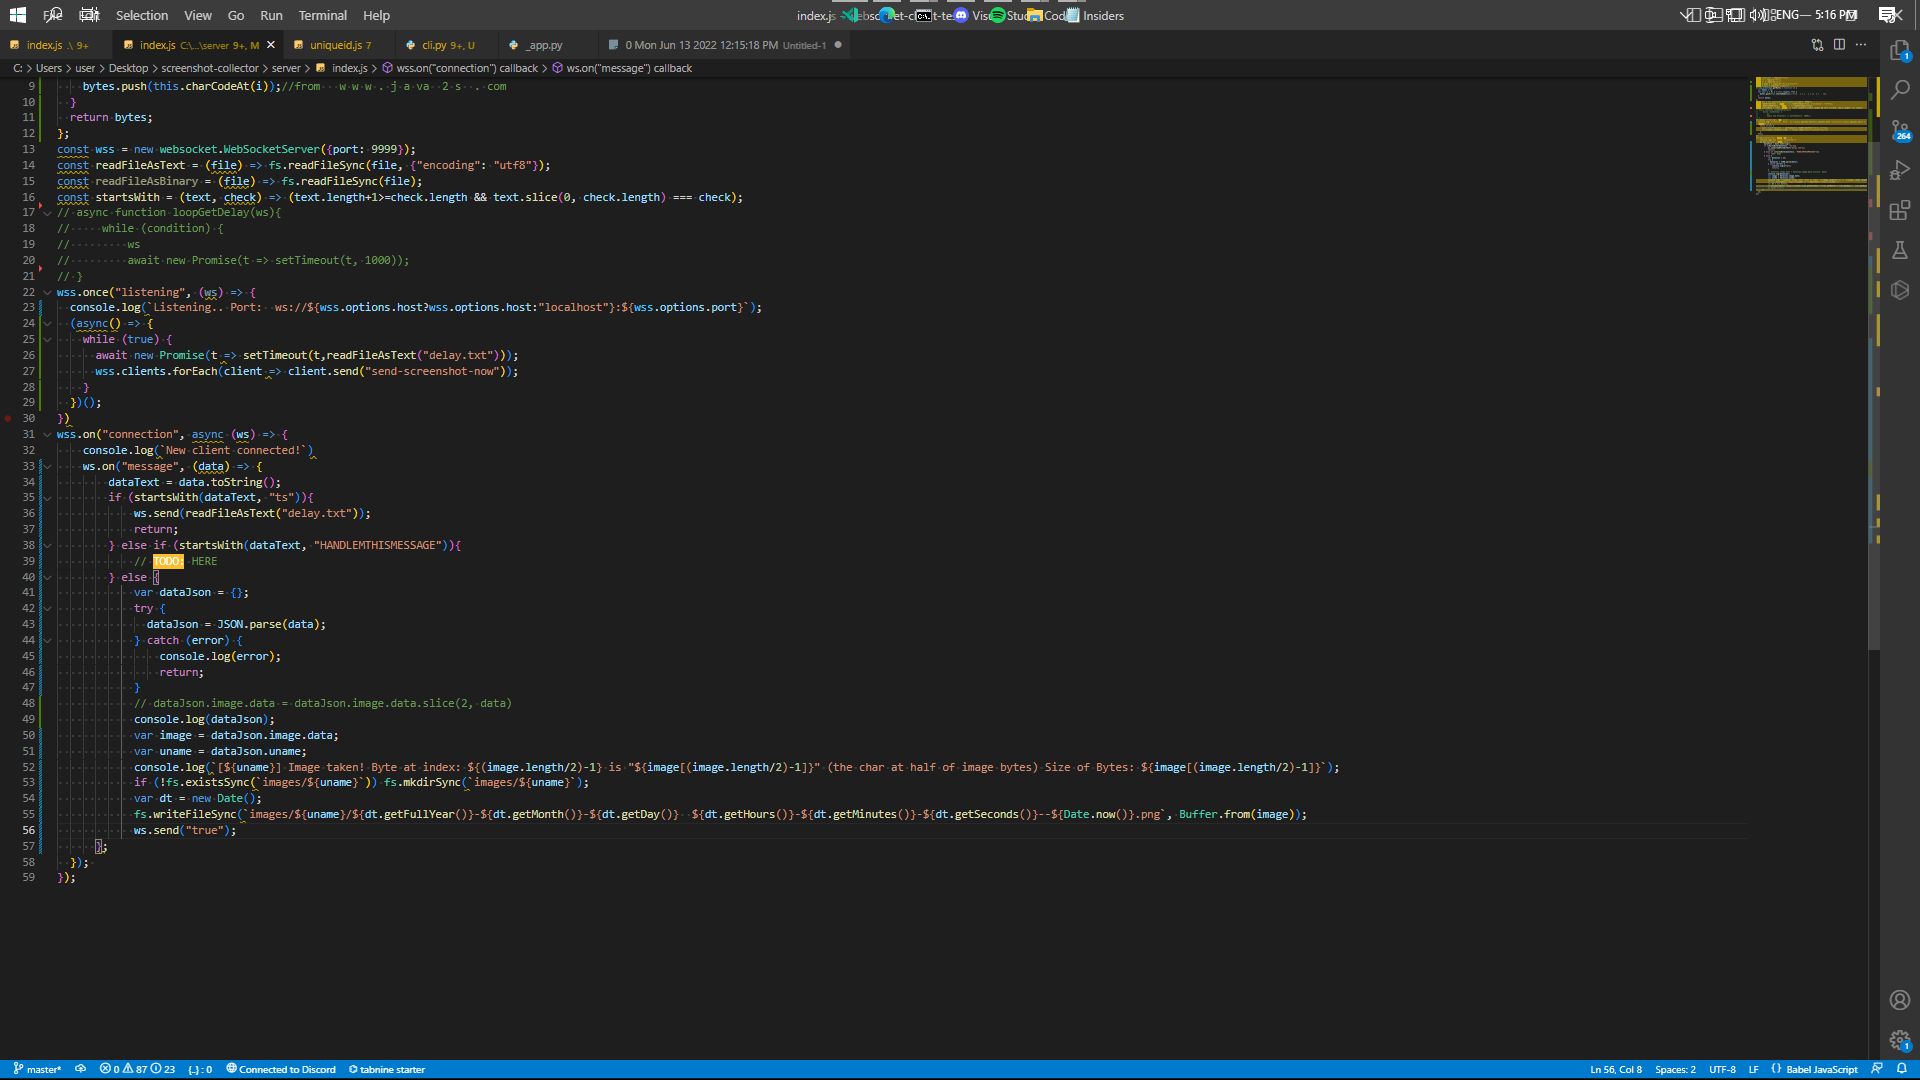 File Edit Selection View Go Run Terminal Help
Insiders
ENG 5:16 PM
index.js .\ 9+
index.js C:\...\server 9+, M
uniqueid.js 7
cli.py 9+, U
_app.py
0 Mon Jun 13 2022 12:15:18 PM Untitled-1
C: > Users > user > Desktop > screenshot-collector > server > index.js > wss.on("connection") callback > ws.on("message") callback
9 bytes.push(this.charCodeAt(i));//from w w w . j a va 2 s . com
10 }
11 return bytes;
12 };
13 const wss = new websocket.WebSocketServer({port: 9999});
14 const readFileAsText = (file) => fs.readFileSync(file, {"encoding": "utf8"});
15 const readFileAsBinary = (file) => fs.readFileSync(file);
16 const startsWith = (text, check) => (text.length+1>=check.length && text.slice(0, check.length) === check);
17 // async function loopGetDelay(ws){
18 // while (condition) {
19 // ws
20 // await new Promise(t => setTimeout(t, 1000));
21 // }
22 wss.once("listening", (ws) => {
23 console.log(`Listening.. Port: ws://${wss.options.host?wss.options.host:"localhost"}:${wss.options.port}`);
24 (async() => {
25 while (true) {
26 await new Promise(t => setTimeout(t,readFileAsText("delay.txt")));
27 wss.clients.forEach(client => client.send("send-screenshot-now"));
28 }
29 })();
30 })
31 wss.on("connection", async (ws) => {
32 console.log(`New client connected!`)
33 ws.on("message", (data) => {
34 dataText = data.toString();
35 if (startsWith(dataText, "ts")){
36 ws.send(readFileAsText("delay.txt"));
37 return;
38 } else if (startsWith(dataText, "HANDLEMTHISMESSAGE")){
39 // TODO: HERE
40 } else {
41 var dataJson = {};
42 try {
43 dataJson = JSON.parse(data);
44 } catch (error) {
45 console.log(error);
46 return;
47 }
48 // dataJson.image.data = dataJson.image.data.slice(2, data)
49 console.log(dataJson);
50 var image = dataJson.image.data;
51 var uname = dataJson.uname;
52 console.log(`[${uname}] Image taken! Byte at index: ${(image.length/2)-1} is "${image[(image.length/2)-1]}" (the char at half of image bytes) Size of Bytes: ${image[(image.length/2)-1]}`);
53 if (!fs.existsSync(`images/${uname}`)) fs.mkdirSync(`images/${uname}`);
54 var dt = new Date();
55 fs.writeFileSync(`images/${uname}/${dt.getFullYear()}-${dt.getMonth()}-${dt.getDay()}  ${dt.getHours()}-${dt.getMinutes()}-${dt.getSeconds()}--${Date.now()}.png`, Buffer.from(image));
56 ws.send("true");
57 };
58 });
59 });
1
264
1
master* 0 87 23 {..} : 0 Connected to Discord tabnine starter
Ln 56, Col 8 Spaces: 2 UTF-8 LF {} Babel JavaScript